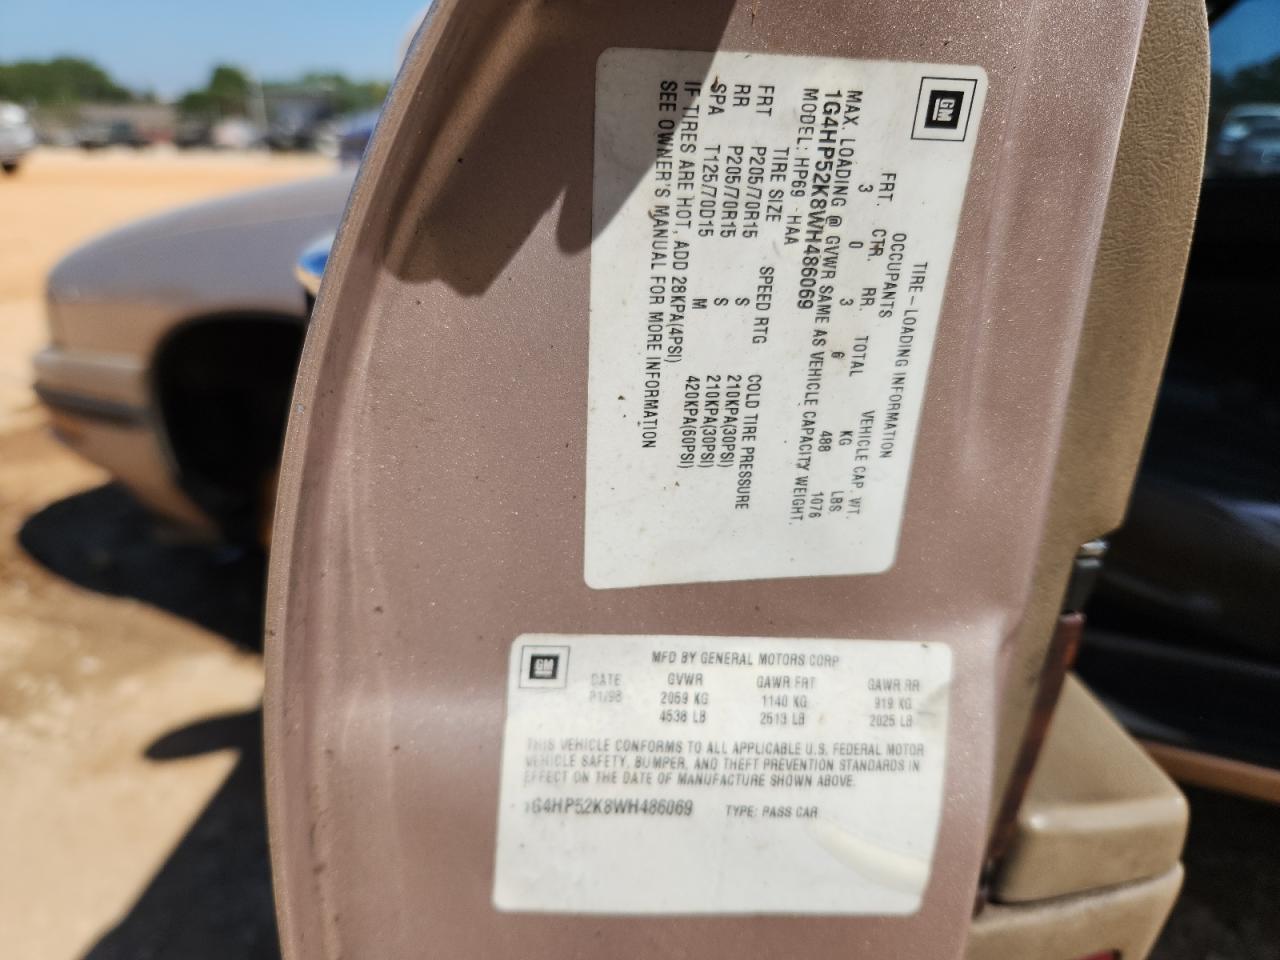 GM
TIRE-LOADING INFORMATION
OCCUPANTS VEHICLE CAP. WT.
FRT. CTR. RR. TOTAL KG LBS.
3 0 3 6 488 1076
MAX. LOADING @ GVWR SAME AS VEHICLE CAPACITY WEIGHT.
1G4HP52K8WH486069
MODEL: HP69 HAA
TIRE SIZE SPEED RTG COLD TIRE PRESSURE
FRT P205/70R15 S 210KPA(30PSI)
RR P205/70R15 S 210KPA(30PSI)
SPA T125/70D15 M 420KPA(60PSI)
IF TIRES ARE HOT, ADD 28KPA(4PSI)
SEE OWNER'S MANUAL FOR MORE INFORMATION
GM
MFD BY GENERAL MOTORS CORP
DATE GVWR GAWR FRT GAWR RR
01/98 2059 KG 1140 KG 919 KG
4538 LB 2513 LB 2025 LB
THIS VEHICLE CONFORMS TO ALL APPLICABLE U.S. FEDERAL MOTOR
VEHICLE SAFETY, BUMPER, AND THEFT PREVENTION STANDARDS IN
EFFECT ON THE DATE OF MANUFACTURE SHOWN ABOVE.
1G4HP52K8WH486069 TYPE: PASS CAR